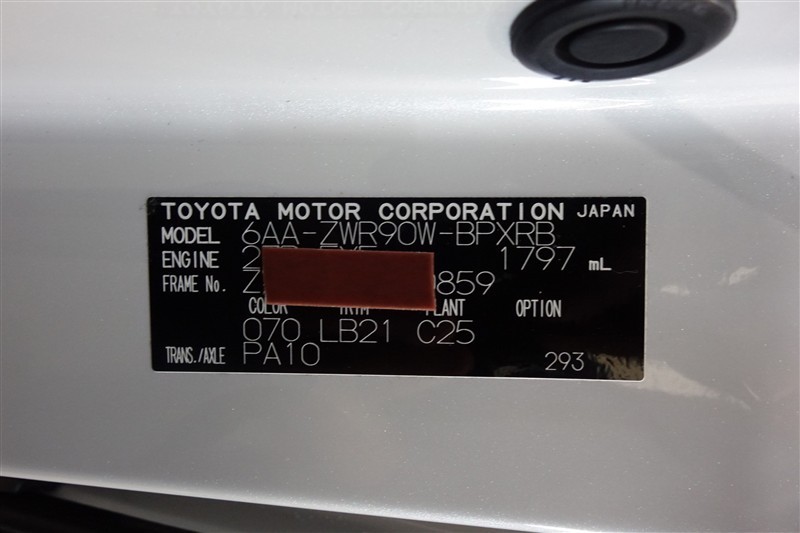 TOYOTA MOTOR CORPORATION JAPAN
MODEL 6AA-ZWR90W-BPXRB
ENGINE 1797 mL
FRAME No. 859
COLOR TRIM PLANT OPTION
070 LB21 C25
TRANS./AXLE PA10 293